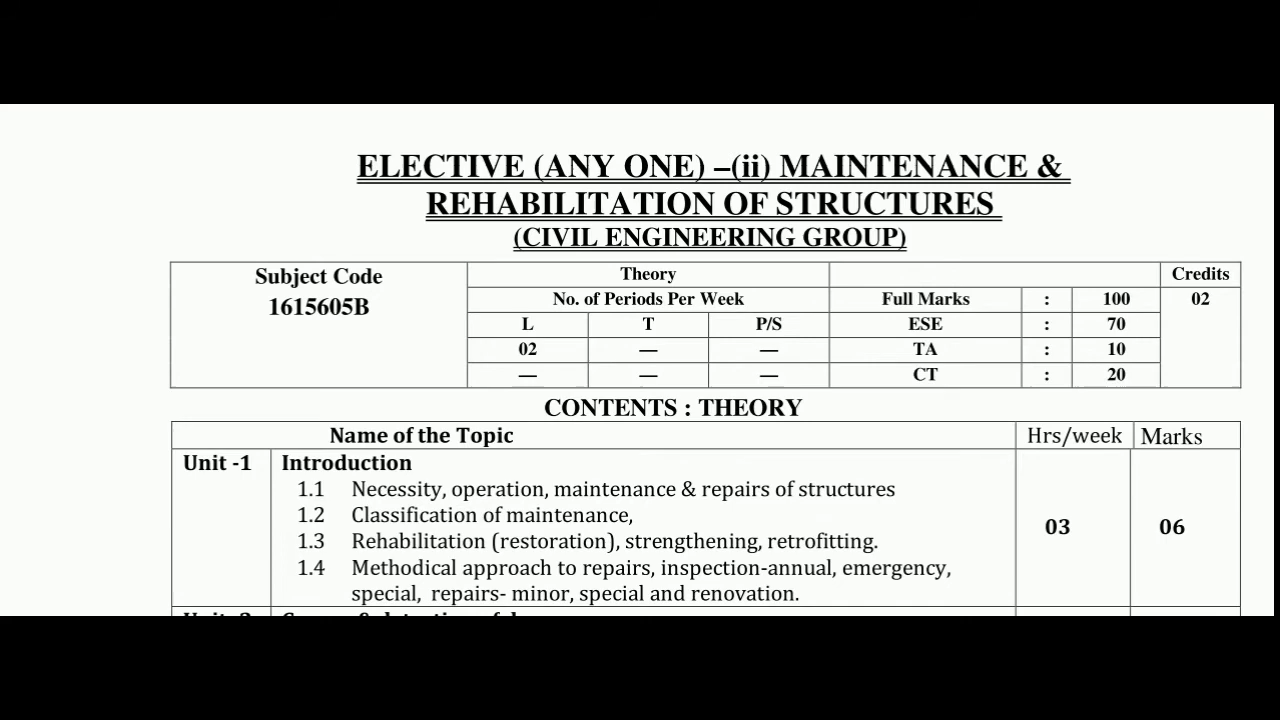 ELECTIVE (ANY ONE) –(ii) MAINTENANCE &
REHABILITATION OF STRUCTURES
(CIVIL ENGINEERING GROUP)
Subject Code
1615605B
Theory
Credits
No. of Periods Per Week
Full Marks : 100
02
L T P/S ESE : 70
02 — — TA : 10
— — — CT : 20
CONTENTS : THEORY
Name of the Topic Hrs/week Marks
Unit -1 Introduction
1.1 Necessity, operation, maintenance & repairs of structures
1.2 Classification of maintenance,
03 06
1.3 Rehabilitation (restoration), strengthening, retrofitting.
1.4 Methodical approach to repairs, inspection-annual, emergency,
special, repairs- minor, special and renovation.